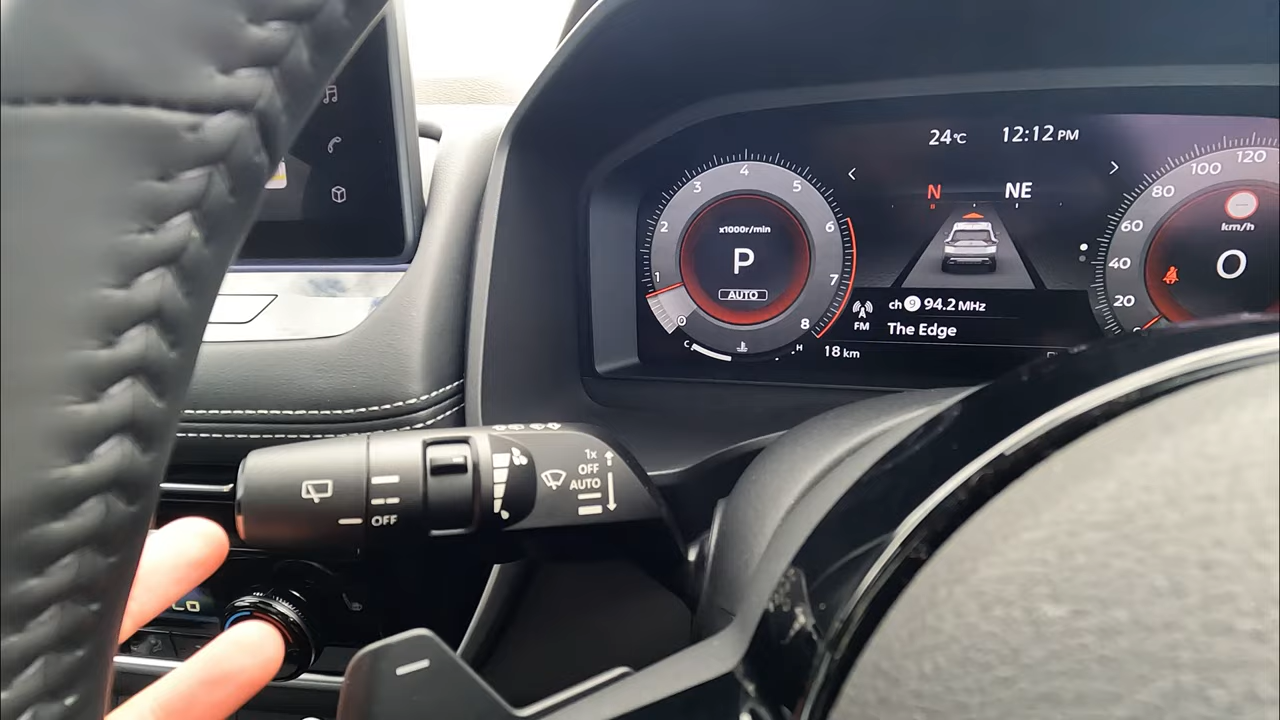 24°C 12:12 PM
N NE
x1000r/min
P
AUTO
0
1
2
3
4
5
6
7
8
C H
ch 9 94.2 MHz
FM
The Edge
18 km
20
40
60
80
100
120
km/h
0
1x
OFF
AUTO
OFF
LO